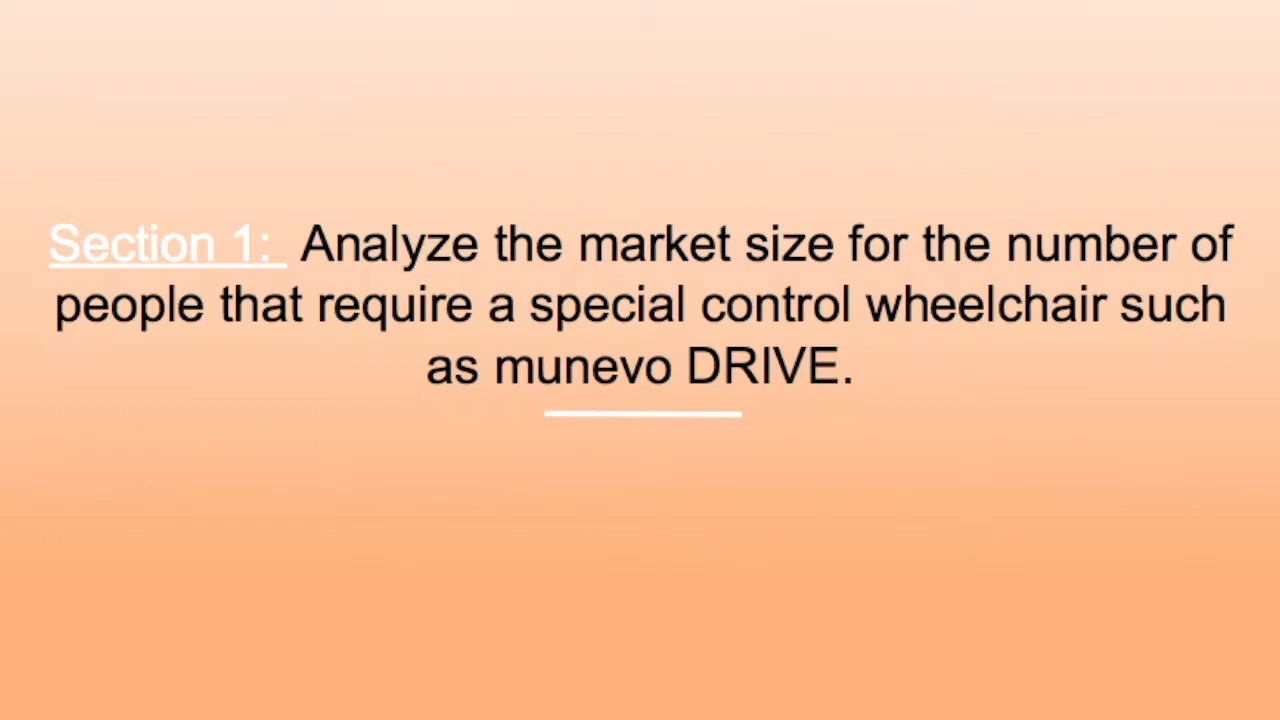 Section 1: Analyze the market size for the number of
people that require a special control wheelchair such
as munevo DRIVE.